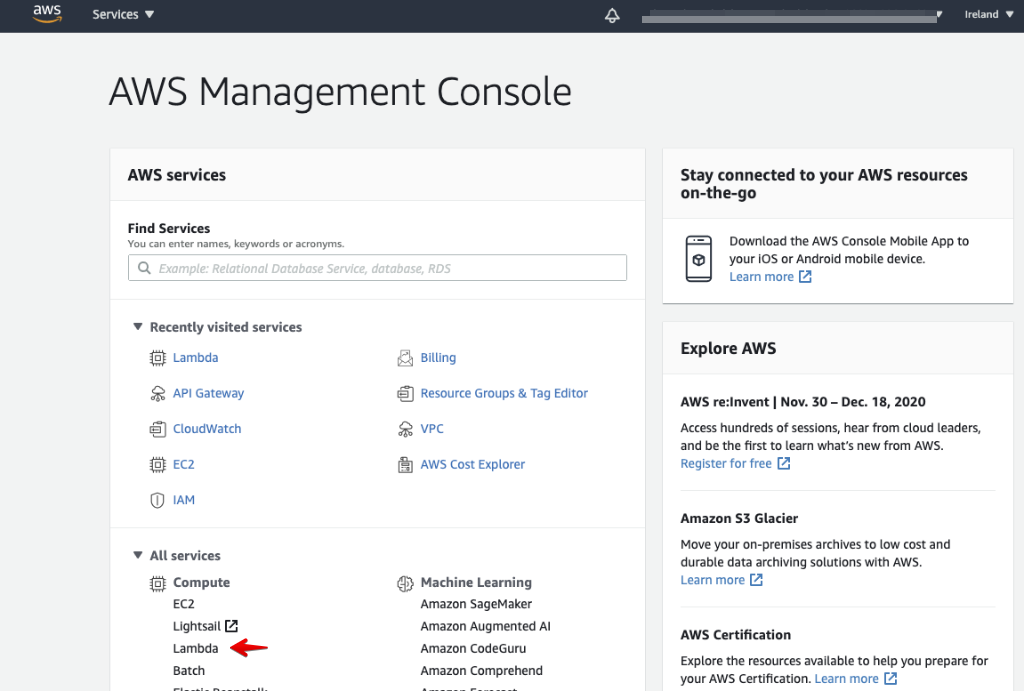 aws
Services
Ireland
AWS Management Console
AWS services
Find Services
You can enter names, keywords or acronyms.
Example: Relational Database Service, database, RDS
Recently visited services
Lambda
API Gateway
CloudWatch
EC2
IAM
Billing
Resource Groups & Tag Editor
VPC
AWS Cost Explorer
All services
Compute
EC2
Lightsail
Lambda
Batch
Elastic Beanstalk
Machine Learning
Amazon SageMaker
Amazon Augmented AI
Amazon CodeGuru
Amazon Comprehend
Amazon Forecast
Stay connected to your AWS resources
on-the-go
Download the AWS Console Mobile App to
your iOS or Android mobile device.
Learn more
Explore AWS
AWS re:Invent | Nov. 30 – Dec. 18, 2020
Access hundreds of sessions, hear from cloud leaders,
and be the first to learn what's new from AWS.
Register for free
Amazon S3 Glacier
Move your on-premises archives to low cost and
durable data archiving solutions with AWS.
Learn more
AWS Certification
Explore the resources available to help you prepare for
your AWS Certification. Learn more